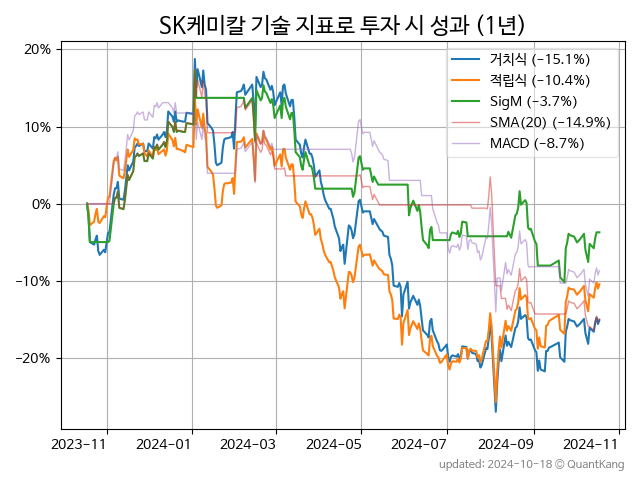 SK케미칼 기술 지표로 투자 시 성과 (1년)
20%
10%
0%
−10%
−20%
거치식 (−15.1%)
적립식 (−10.4%)
SigM (−3.7%)
SMA(20) (−14.9%)
MACD (−8.7%)
2023-11 2024-01 2024-03 2024-05 2024-07 2024-09 2024-11
updated: 2024-10-18 © QuantKang